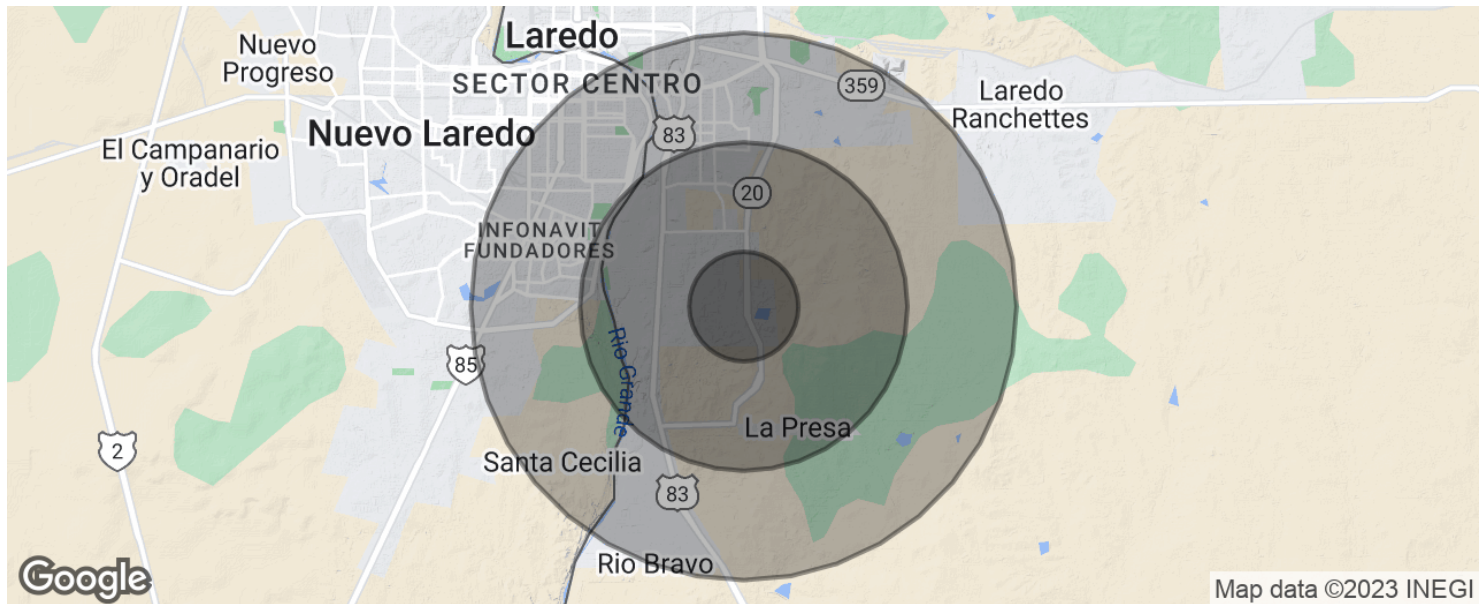 Laredo
Nuevo
Progreso
SECTOR CENTRO
359
Laredo
Ranchettes
Nuevo Laredo
83
El Campanario
y Oradel
20
INFONAVIT
FUNDADORES
Rio Grande
85
2
La Presa
Santa Cecilia
83
Rio Bravo
Google
Map data ©2023 INEGI